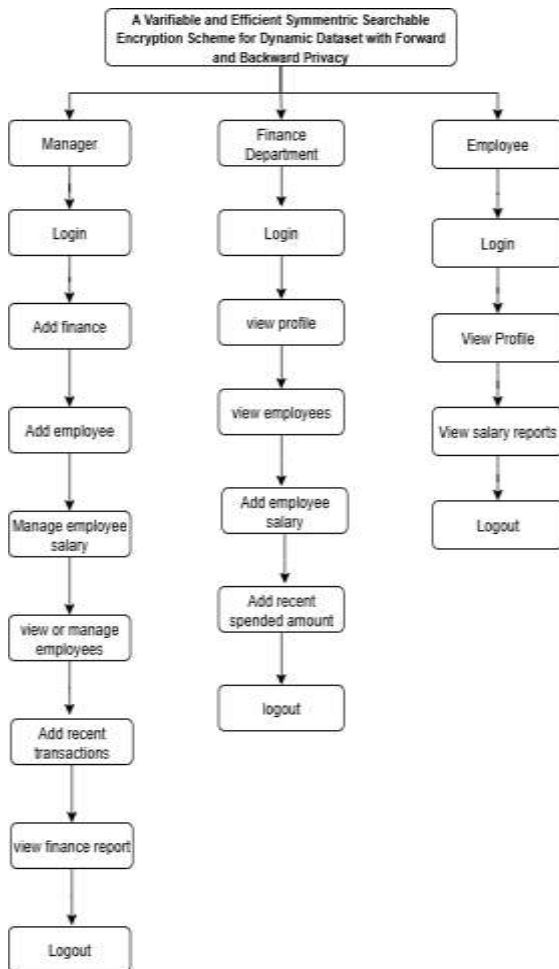 A Varifiable and Efficient Symmentric Searchable
Encryption Scheme for Dynamic Dataset with Forward
and Backward Privacy
Manager
Login
Add finance
Add employee
Manage employee
salary
view or manage
employees
Add recent
transactions
view finance report
Logout
Finance
Department
Login
view profile
view employees
Add employee
salary
Add recent
spended amount
logout
Employee
Login
View Profile
View salary reports
Logout